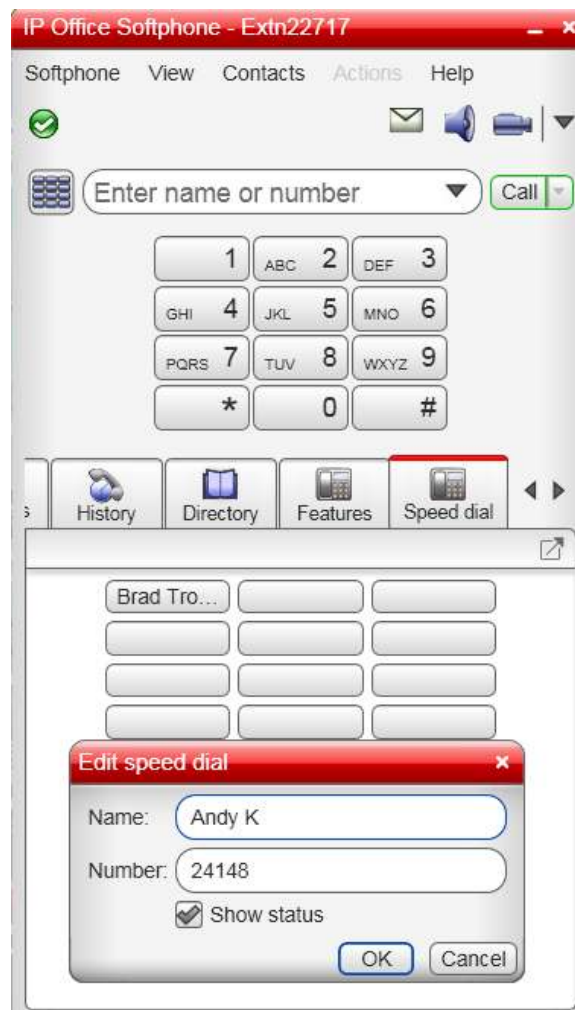 IP Office Softphone - Extn22717
Softphone View Contacts Actions Help
Enter name or number Call
1 ABC 2 DEF 3
GHI 4 JKL 5 MNO 6
PQRS 7 TUV 8 WXYZ 9
* 0 #
s History Directory Features Speed dial
Brad Tro...
Edit speed dial
Name: Andy K
Number: 24148
Show status
OK Cancel